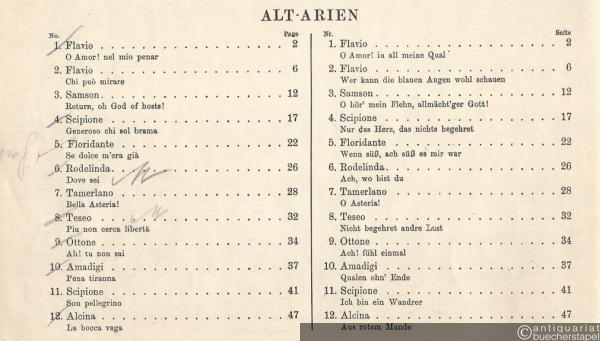 ALT-ARIEN
No. Page
1. Flavio . . . . . . . . . . . . . . . . 2
O Amor! nel mio penar
2. Flavio . . . . . . . . . . . . . . . . 6
Chi può mirare
3. Samson . . . . . . . . . . . . . . . . 12
Return, oh God of hosts!
4. Scipione . . . . . . . . . . . . . . . . 17
Generoso chi sol brama
5. Floridante . . . . . . . . . . . . . . . . 22
Se dolce m'era già
6. Rodelinda . . . . . . . . . . . . . . . . 26
Dove sei
7. Tamerlano . . . . . . . . . . . . . . . . 28
Bella Asteria!
8. Teseo . . . . . . . . . . . . . . . . 32
Piu non cerca libertà
9. Ottone . . . . . . . . . . . . . . . . 34
Ah! tu non sai
10. Amadigi . . . . . . . . . . . . . . . . 37
Pena tiranna
11. Scipione . . . . . . . . . . . . . . . . 41
Son pellegrino
12. Alcina . . . . . . . . . . . . . . . . 47
La bocca vaga
Nr. Seite
1. Flavio . . . . . . . . . . . . . . . . 2
O Amor! in all meine Qual
2. Flavio . . . . . . . . . . . . . . . . 6
Wer kann die blauen Augen wohl schauen
3. Samson . . . . . . . . . . . . . . . . 12
O hör' mein Flehn, allmächt'ger Gott!
4. Scipione . . . . . . . . . . . . . . . . 17
Nur das Herz, das nichts begehret
5. Floridante . . . . . . . . . . . . . . . . 22
Wenn süß, ach süß es mir war
6. Rodelinda . . . . . . . . . . . . . . . . 26
Ach, wo bist du
7. Tamerlano . . . . . . . . . . . . . . . . 28
O Asteria!
8. Teseo . . . . . . . . . . . . . . . . 32
Nicht begehret andre Lust
9. Ottone . . . . . . . . . . . . . . . . 34
Ach! fühl einmal
10. Amadigi . . . . . . . . . . . . . . . . 37
Qualen ohn' Ende
11. Scipione . . . . . . . . . . . . . . . . 41
Ich bin ein Wandrer
12. Alcina . . . . . . . . . . . . . . . . 47
Aus rotem Munde
©antiquariat
buecherstapel